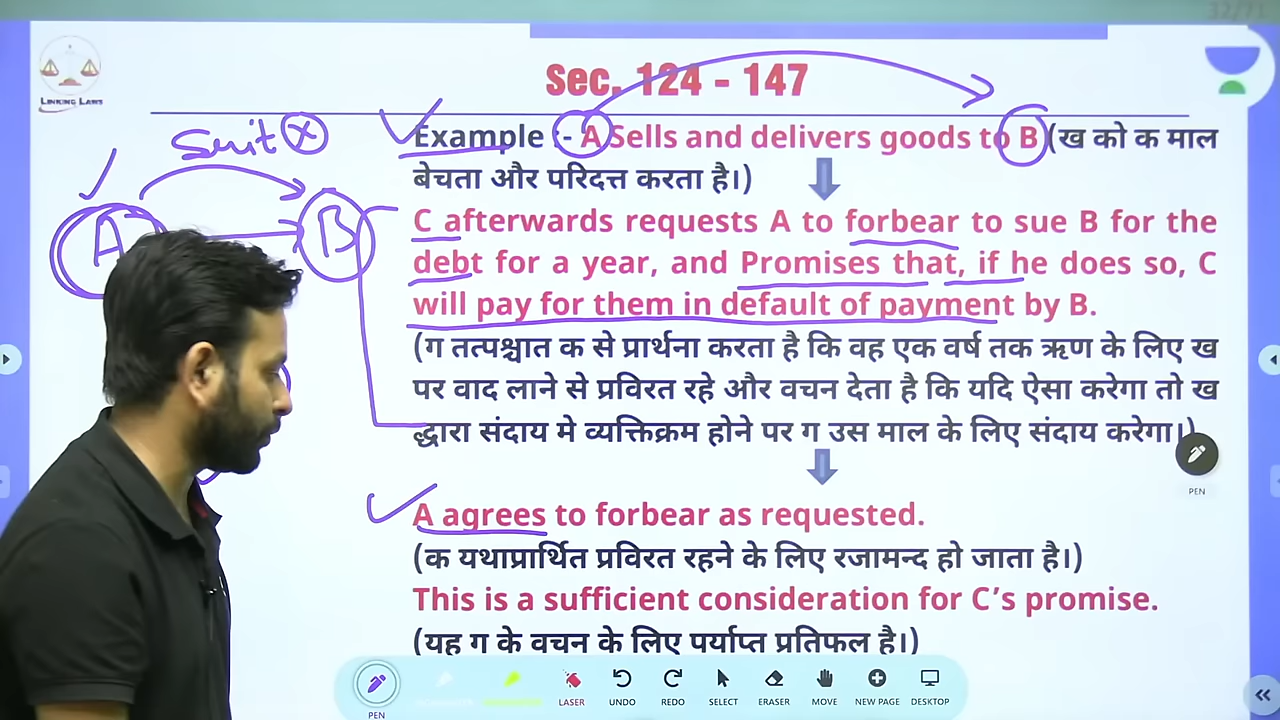 32/71
LINKING LAWS
Sec. 124 - 147
Suit
A
B
Example :- A Sells and delivers goods to B (ख को क माल
बेचता और परिदत्त करता है।)
C afterwards requests A to forbear to sue B for the
debt for a year, and Promises that, if he does so, C
will pay for them in default of payment by B.
(ग तत्पश्चात क से प्रार्थना करता है कि वह एक वर्ष तक ऋण के लिए ख
पर वाद लाने से प्रविरत रहे और वचन देता है कि यदि ऐसा करेगा तो ख
द्धारा संदाय मे व्यक्तिक्रम होने पर ग उस माल के लिए संदाय करेगा।)
PEN
A agrees to forbear as requested.
(क यथाप्रार्थित प्रविरत रहने के लिए रजामन्द हो जाता है।)
This is a sufficient consideration for C’s promise.
(यह ग के वचन के लिए पर्याप्त प्रतिफल है।)
PEN LASER UNDO REDO SELECT ERASER MOVE NEW PAGE DESKTOP